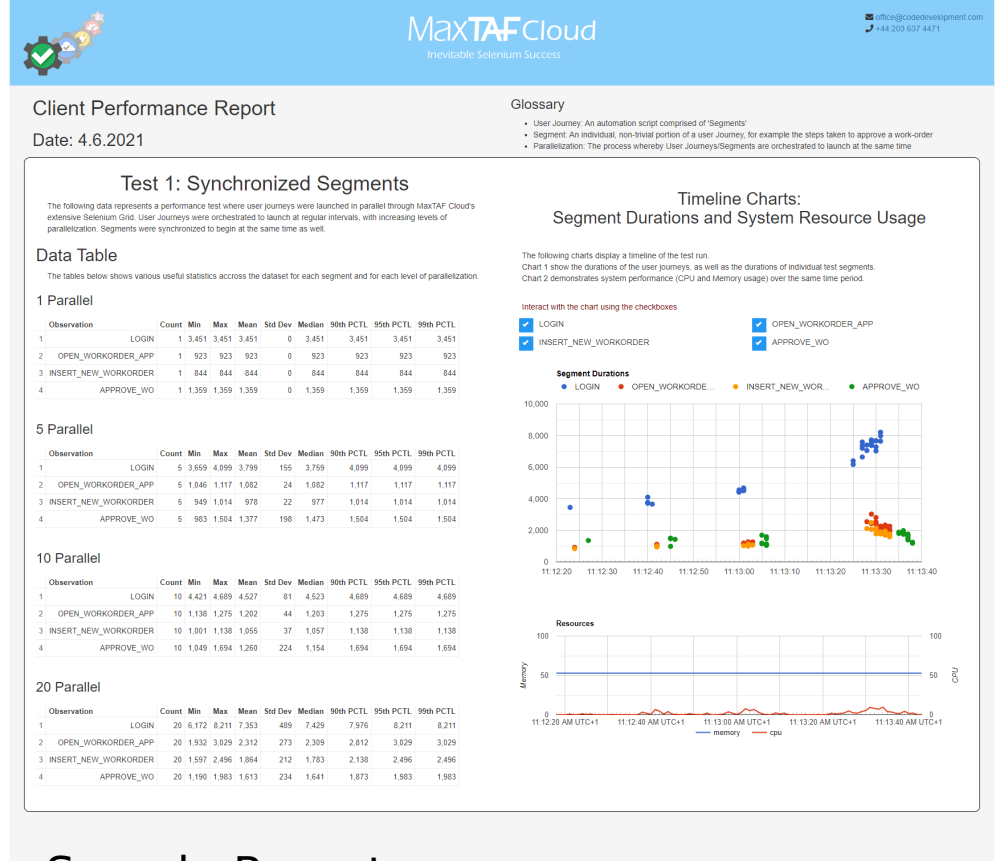 MaxTAFCloud
Inevitable Selenium Success
office@codedevelopment.com
+44 203 637 4471
Client Performance Report
Date: 4.6.2021
Glossary
• User Journey: An automation script comprised of 'Segments'
• Segment: An individual, non-trivial portion of a user Journey, for example the steps taken to approve a work-order
• Parallelization: The process whereby User Journeys/Segments are orchestrated to launch at the same time
Test 1: Synchronized Segments
The following data represents a performance test where user journeys were launched in parallel through MaxTAF Cloud's
extensive Selenium Grid. User Journeys were orchestrated to launch at regular intervals, with increasing levels of
parallelization. Segments were synchronized to begin at the same time as well.
Data Table
The tables below shows various useful statistics accross the dataset for each segment and for each level of parallelization.
1 Parallel
Observation Count Min Max Mean Std Dev Median 90th PCTL 95th PCTL 99th PCTL
1 LOGIN 1 3,451 3,451 3,451 0 3,451 3,451 3,451 3,451
2 OPEN_WORKORDER_APP 1 923 923 923 0 923 923 923 923
3 INSERT_NEW_WORKORDER 1 844 844 844 0 844 844 844 844
4 APPROVE_WO 1 1,359 1,359 1,359 0 1,359 1,359 1,359 1,359
5 Parallel
Observation Count Min Max Mean Std Dev Median 90th PCTL 95th PCTL 99th PCTL
1 LOGIN 5 3,659 4,099 3,799 155 3,759 4,099 4,099 4,099
2 OPEN_WORKORDER_APP 5 1,046 1,117 1,082 24 1,082 1,117 1,117 1,117
3 INSERT_NEW_WORKORDER 5 949 1,014 978 22 977 1,014 1,014 1,014
4 APPROVE_WO 5 983 1,504 1,377 198 1,473 1,504 1,504 1,504
10 Parallel
Observation Count Min Max Mean Std Dev Median 90th PCTL 95th PCTL 99th PCTL
1 LOGIN 10 4,421 4,689 4,527 81 4,523 4,689 4,689 4,689
2 OPEN_WORKORDER_APP 10 1,138 1,275 1,202 44 1,203 1,275 1,275 1,275
3 INSERT_NEW_WORKORDER 10 1,001 1,138 1,055 37 1,057 1,138 1,138 1,138
4 APPROVE_WO 10 1,049 1,694 1,260 224 1,154 1,694 1,694 1,694
20 Parallel
Observation Count Min Max Mean Std Dev Median 90th PCTL 95th PCTL 99th PCTL
1 LOGIN 20 6,172 8,211 7,353 489 7,429 7,976 8,211 8,211
2 OPEN_WORKORDER_APP 20 1,932 3,029 2,312 273 2,309 2,812 3,029 3,029
3 INSERT_NEW_WORKORDER 20 1,597 2,496 1,864 212 1,783 2,138 2,496 2,496
4 APPROVE_WO 20 1,190 1,983 1,613 234 1,641 1,873 1,983 1,983
Timeline Charts:
Segment Durations and System Resource Usage
The following charts display a timeline of the test run.
Chart 1 show the durations of the user journeys, as well as the durations of individual test segments.
Chart 2 demonstrates system performance (CPU and Memory usage) over the same time period.
Interact with the chart using the checkboxes
LOGIN OPEN_WORKORDER_APP
INSERT_NEW_WORKORDER APPROVE_WO
Segment Durations
LOGIN OPEN_WORKORDE... INSERT_NEW_WOR... APPROVE_WO
10,000
8,000
6,000
4,000
2,000
0
11:12:20 11:12:30 11:12:40 11:12:50 11:13:00 11:13:10 11:13:20 11:13:30 11:13:40
Resources
100 100
Memory 50 50 CPU
0 0
11:12:20 AM UTC+1 11:12:40 AM UTC+1 11:13:00 AM UTC+1 11:13:20 AM UTC+1 11:13:40 AM UTC+1
memory cpu